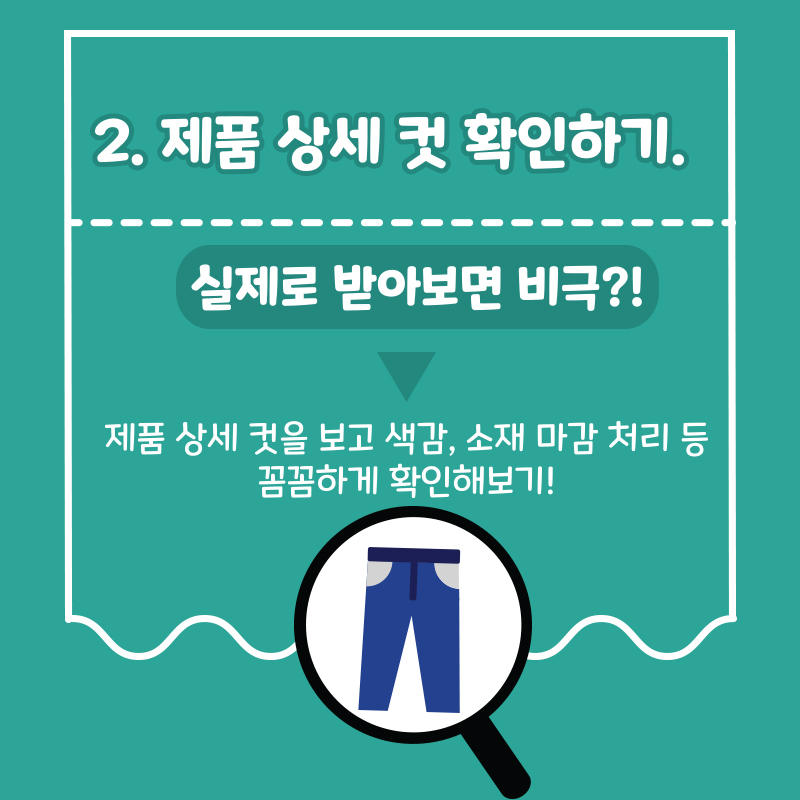 2. 제품 상세 컷 확인하기.
실제로 받아보면 비극?!
제품 상세 컷을 보고 색감, 소재 마감 처리 등
꼼꼼하게 확인해보기!